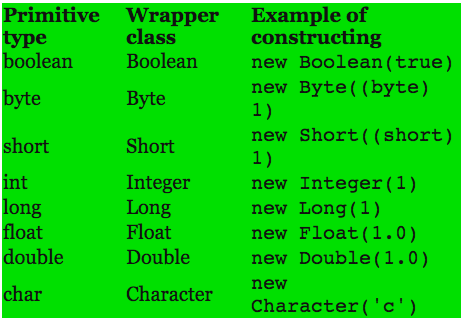 Primitive type Wrapper class Example of constructing
boolean Boolean new Boolean(true)
byte Byte new Byte((byte) 1)
short Short new Short((short) 1)
int Integer new Integer(1)
long Long new Long(1)
float Float new Float(1.0)
double Double new Double(1.0)
char Character new Character('c')